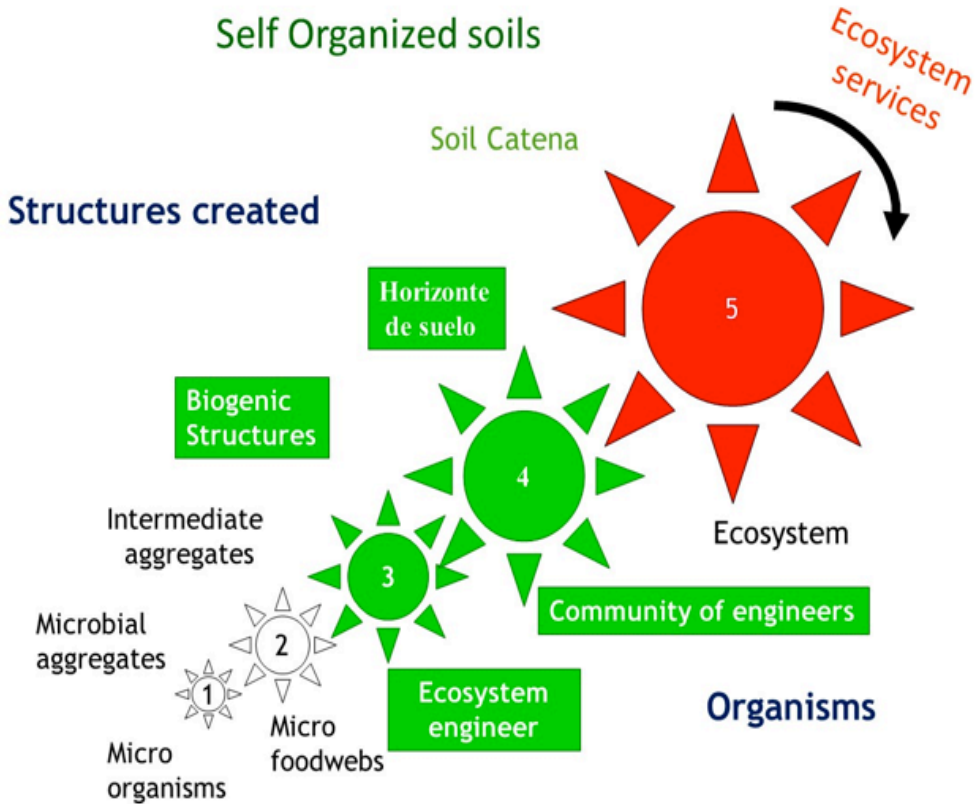 Self Organized soils
Ecosystem
services
Soil Catena
Structures created
Horizonte
de suelo
5
Biogenic
Structures
4
Intermediate
aggregates
Ecosystem
3
Community of engineers
Microbial
aggregates
2
1
Ecosystem
engineer
Organisms
Micro
foodwebs
Micro
organisms